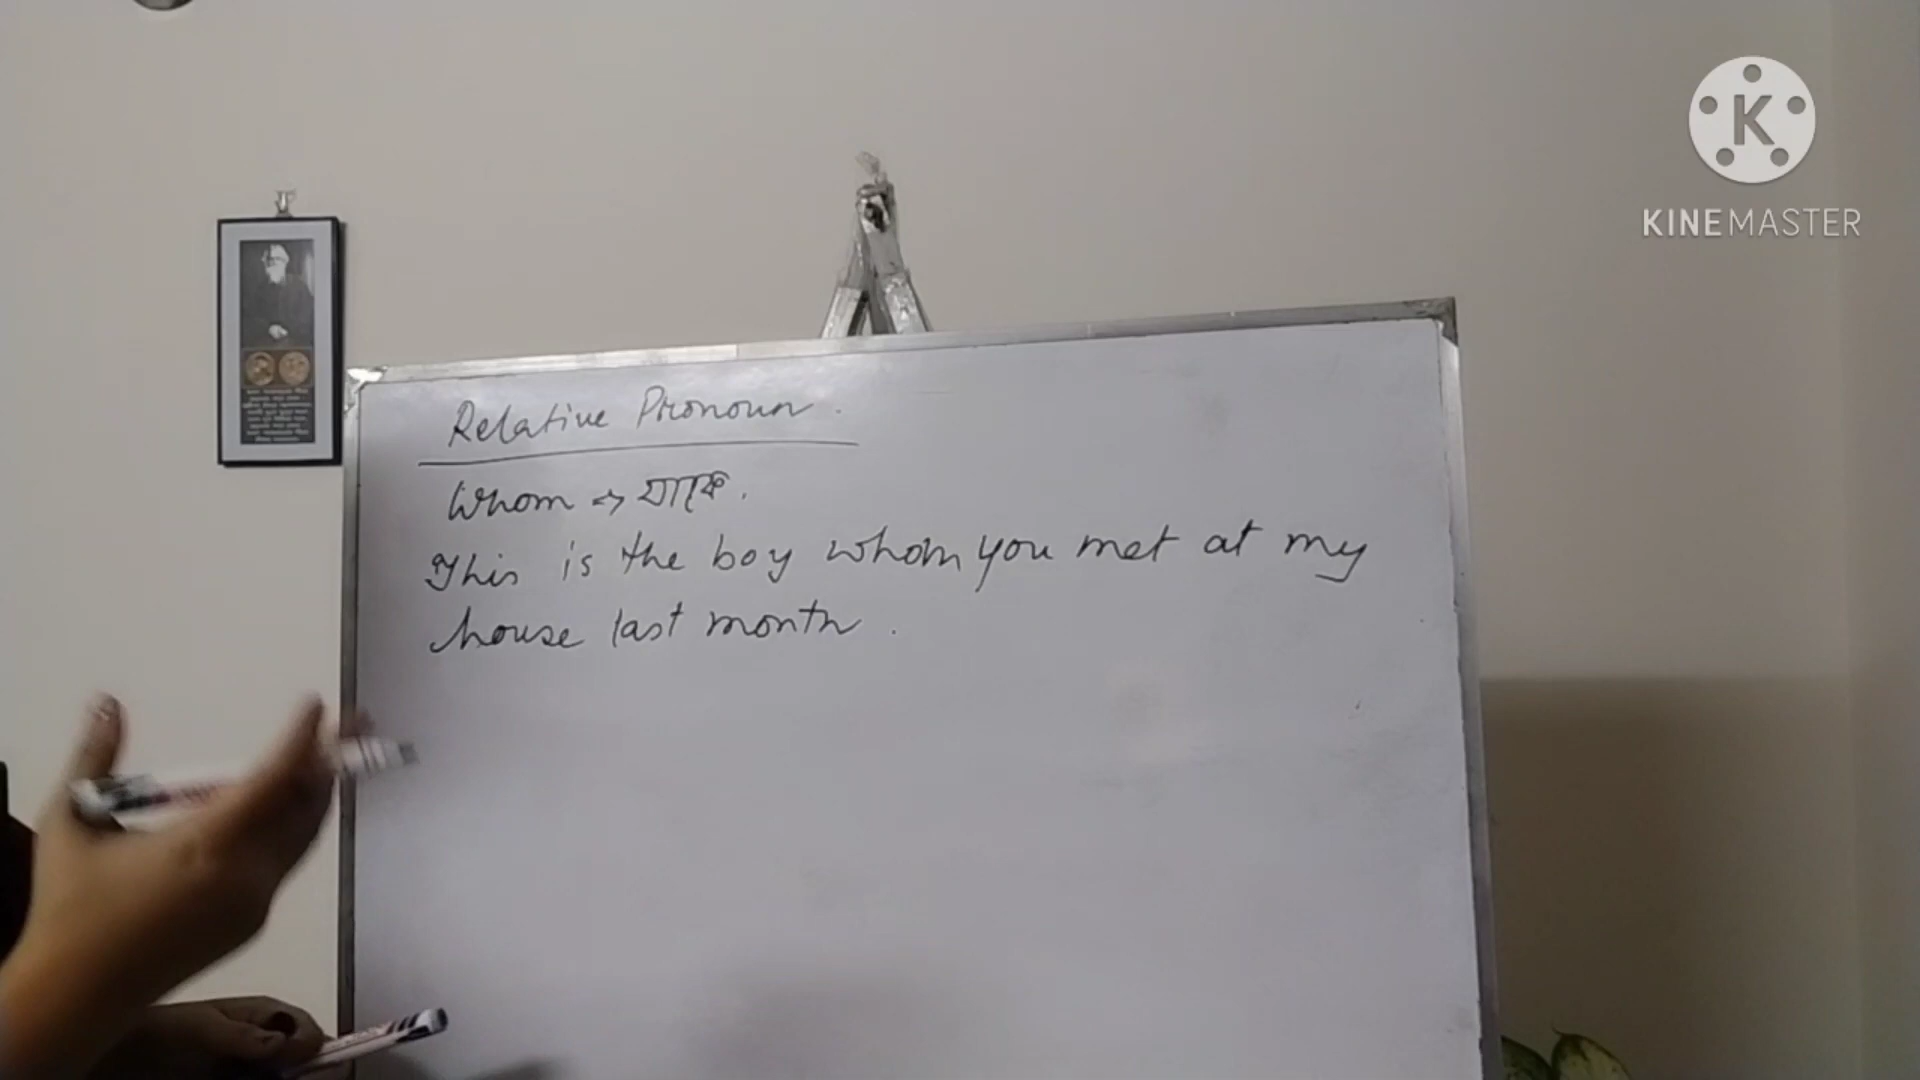 KINEMASTER
Relative Pronoun.
Whom ⇒ যাকে.
This is the boy whom you met at my
house last month.